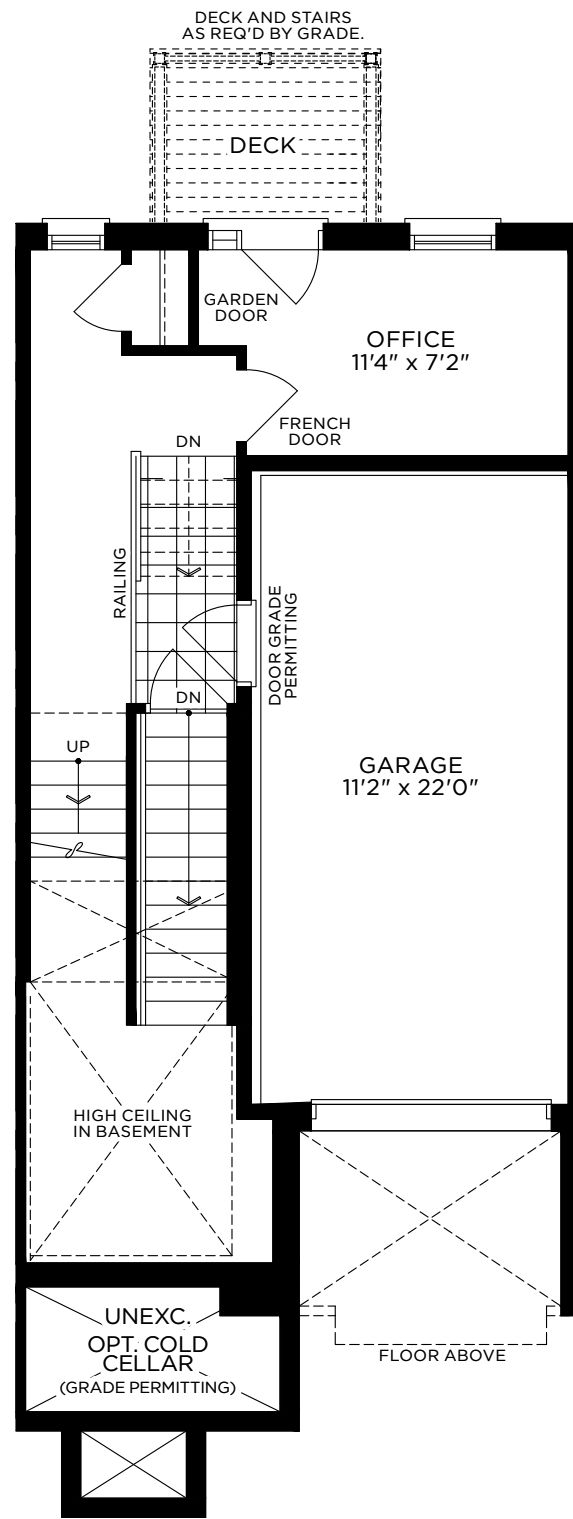 DECK AND STAIRS
AS REQ'D BY GRADE.
DECK
GARDEN
DOOR
OFFICE
11'4" x 7'2"
FRENCH
DOOR
DN
RAILING
DOOR GRADE
PERMITTING
DN
UP
GARAGE
11'2" x 22'0"
HIGH CEILING
IN BASEMENT
UNEXC.
OPT. COLD
CELLAR
(GRADE PERMITTING)
FLOOR ABOVE